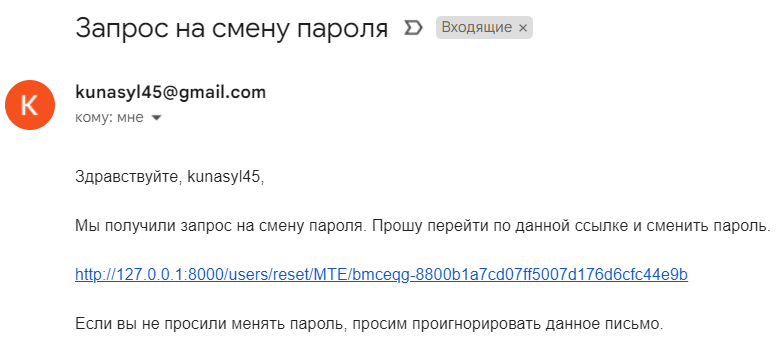 Запрос на смену пароля Входящие ×
K
kunasyl45@gmail.com
кому: мне
Здравствуйте, kunasyl45,
Мы получили запрос на смену пароля. Прошу перейти по данной ссылке и сменить пароль.
http://127.0.0.1:8000/users/reset/MTE/bmceqg-8800b1a7cd07ff5007d176d6cfc44e9b
Если вы не просили менять пароль, просим проигнорировать данное письмо.